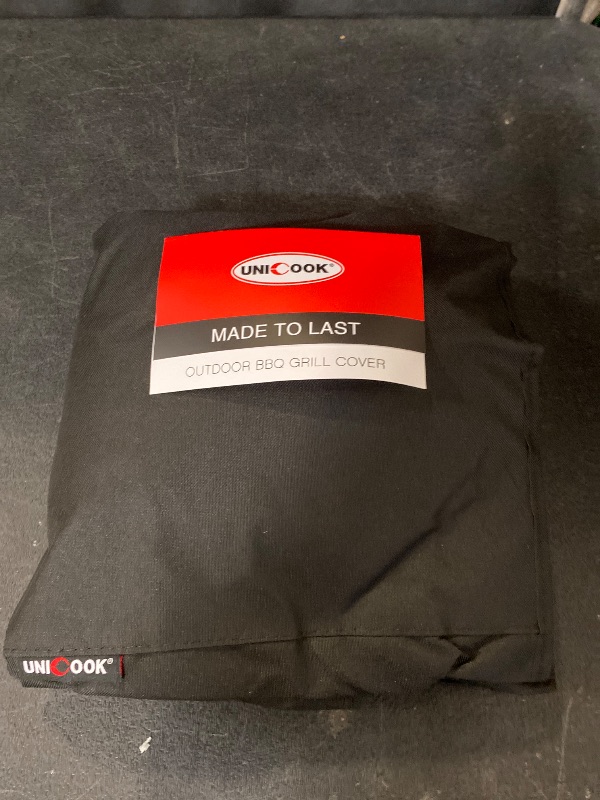 UNICOOK®
MADE TO LAST
OUTDOOR BBQ GRILL COVER
UNICOOK®